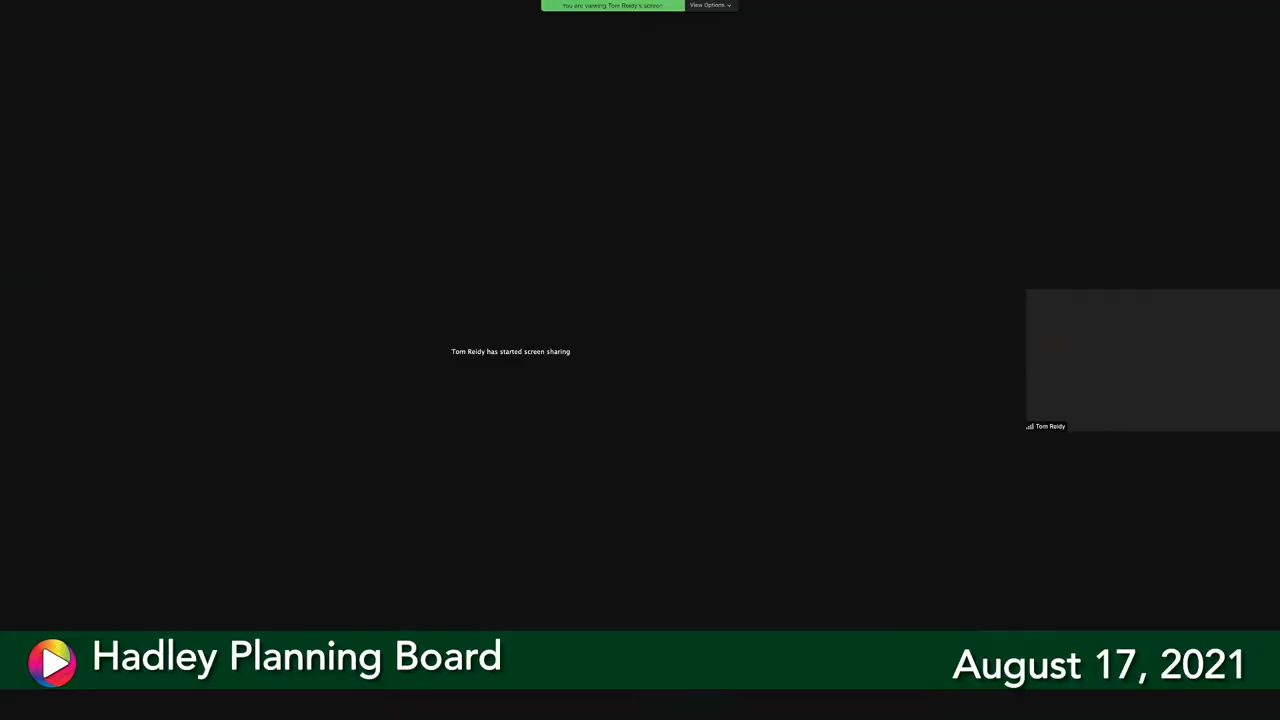 You are viewing Tom Reidy's screen
View Options
Tom Reidy has started screen sharing
Tom Reidy
Hadley Planning Board
August 17, 2021